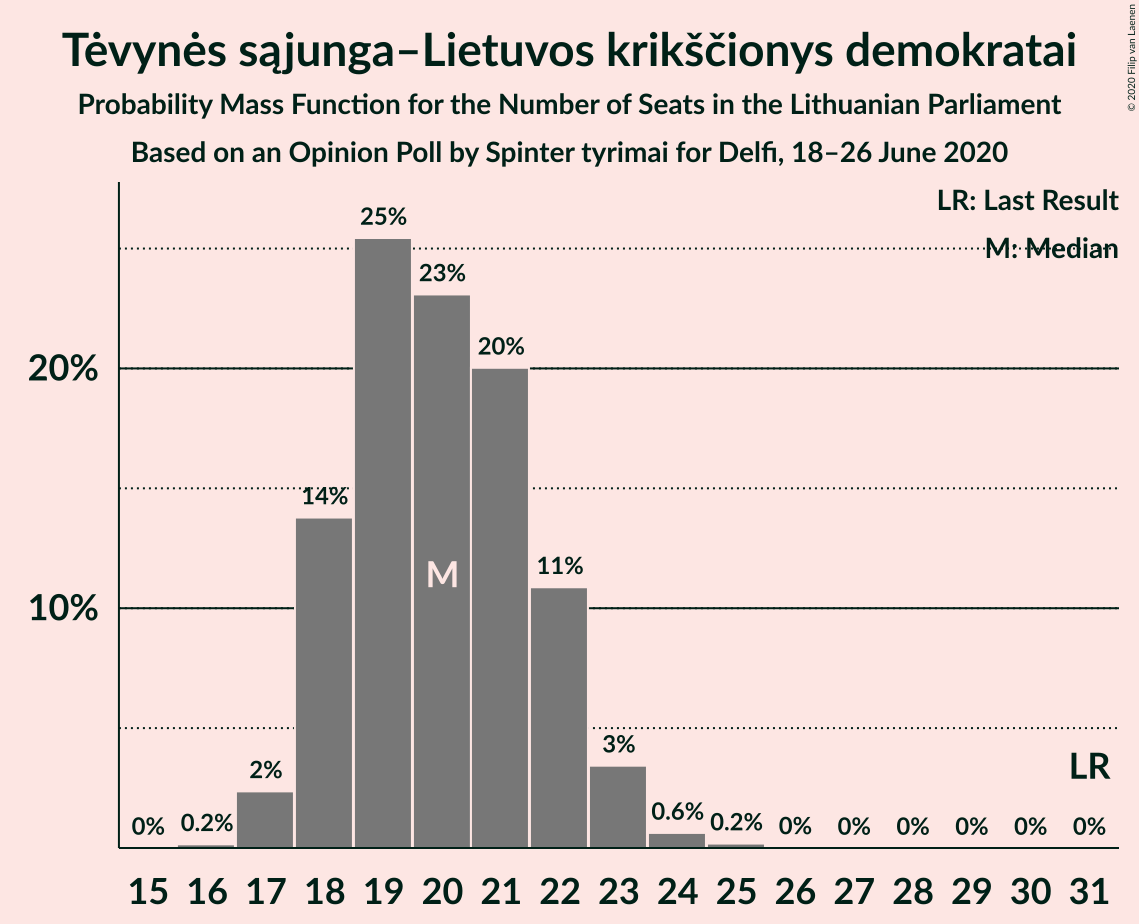 Tėvynės sąjunga–Lietuvos krikščionys demokratai
Probability Mass Function for the Number of Seats in the Lithuanian Parliament
Based on an Opinion Poll by Spinter tyrimai for Delfi, 18–26 June 2020
© 2020 Filip van Laenen
LR: Last Result
M: Median
25%
23%
20%
20%
14%
11%
M
10%
3%
2%
LR
0% 0.2% 0.6% 0.2% 0% 0% 0% 0% 0% 0%
15 16 17 18 19 20 21 22 23 24 25 26 27 28 29 30 31